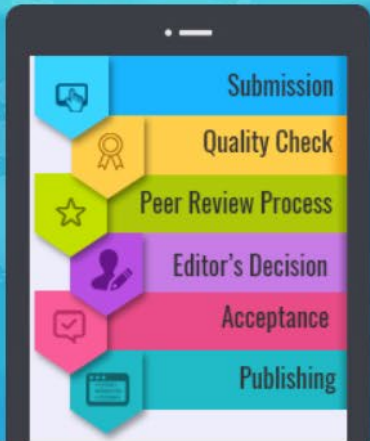 Submission
Quality Check
Peer Review Process
Editor's Decision
Acceptance
Publishing